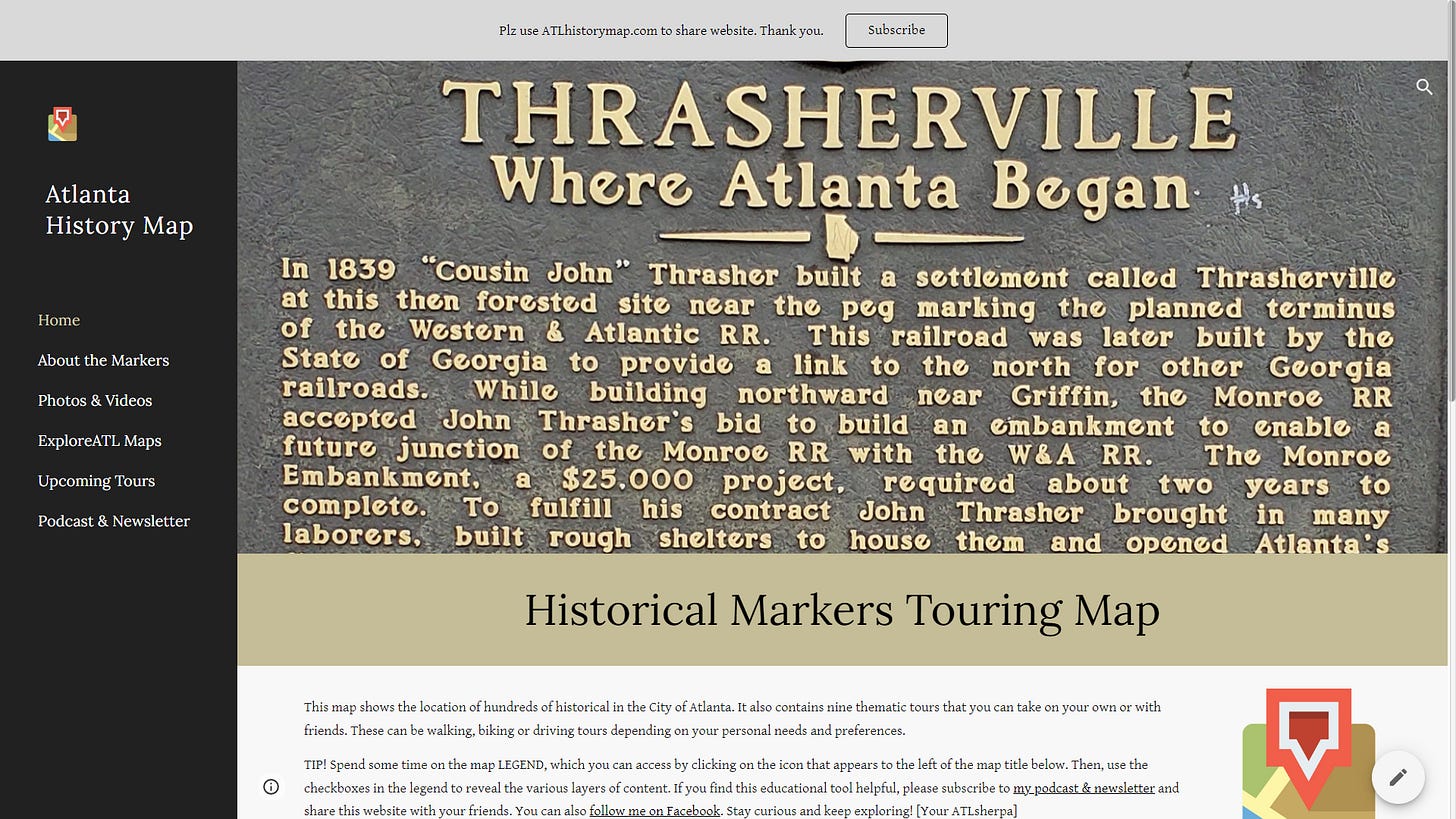 Plz use ATLhistorymap.com to share website. Thank you.
Subscribe
Atlanta
History Map
Home
About the Markers
Photos & Videos
ExploreATL Maps
Upcoming Tours
Podcast & Newsletter
THRASHERVILLE
Where Atlanta Began
Hs
In 1839 “Cousin John” Thrasher built a settlement called Thrasherville
at this then forested site near the peg marking the planned terminus
of the Western & Atlantic RR. This railroad was later built by the
State of Georgia to provide a link to the north for other Georgia
railroads. While building northward near Griffin, the Monroe RR
accepted John Thrasher's bid to build an embankment to enable a
future junction of the Monroe RR with the W&A RR. The Monroe
Embankment, a $25,000 project, required about two years to
complete. To fulfill his contract John Thrasher brought in many
laborers, built rough shelters to house them and opened Atlanta's
Historical Markers Touring Map
This map shows the location of hundreds of historical in the City of Atlanta. It also contains nine thematic tours that you can take on your own or with
friends. These can be walking, biking or driving tours depending on your personal needs and preferences.
TIP! Spend some time on the map LEGEND, which you can access by clicking on the icon that appears to the left of the map title below. Then, use the
checkboxes in the legend to reveal the various layers of content. If you find this educational tool helpful, please subscribe to my podcast & newsletter and
share this website with your friends. You can also follow me on Facebook. Stay curious and keep exploring! [Your ATLsherpa]